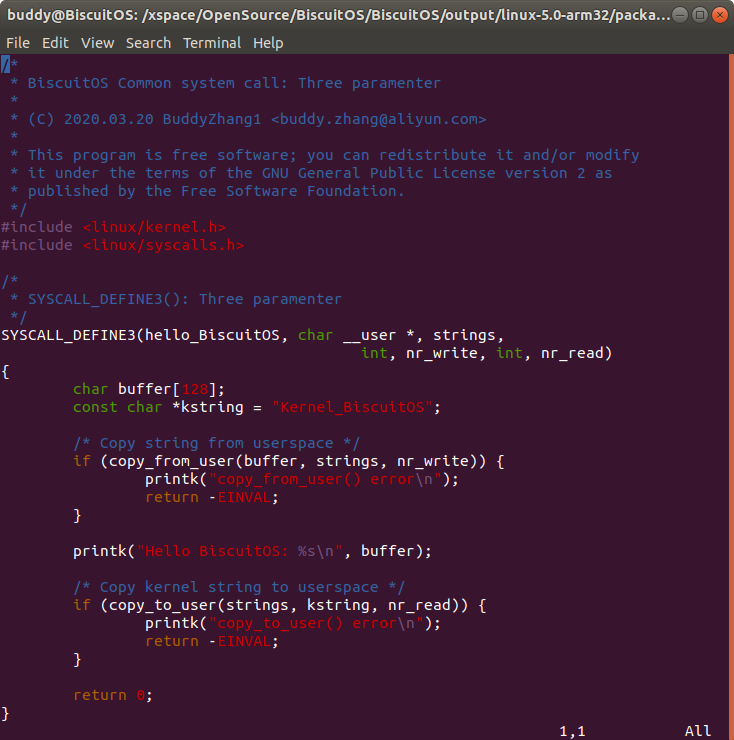 buddy@BiscuitOS: /xspace/OpenSource/BiscuitOS/BiscuitOS/output/linux-5.0-arm32/packa...
File Edit View Search Terminal Help
/*
 * BiscuitOS Common system call: Three paramenter
 *
 * (C) 2020.03.20 BuddyZhang1 <buddy.zhang@aliyun.com>
 *
 * This program is free software; you can redistribute it and/or modify
 * it under the terms of the GNU General Public License version 2 as
 * published by the Free Software Foundation.
 */
#include <linux/kernel.h>
#include <linux/syscalls.h>

/*
 * SYSCALL_DEFINE3(): Three paramenter
 */
SYSCALL_DEFINE3(hello_BiscuitOS, char __user *, strings,
                                        int, nr_write, int, nr_read)
{
        char buffer[128];
        const char *kstring = "Kernel_BiscuitOS";

        /* Copy string from userspace */
        if (copy_from_user(buffer, strings, nr_write)) {
                printk("copy_from_user() error\n");
                return -EINVAL;
        }

        printk("Hello BiscuitOS: %s\n", buffer);

        /* Copy kernel string to userspace */
        if (copy_to_user(strings, kstring, nr_read)) {
                printk("copy_to_user() error\n");
                return -EINVAL;
        }

        return 0;
}
1,1 All